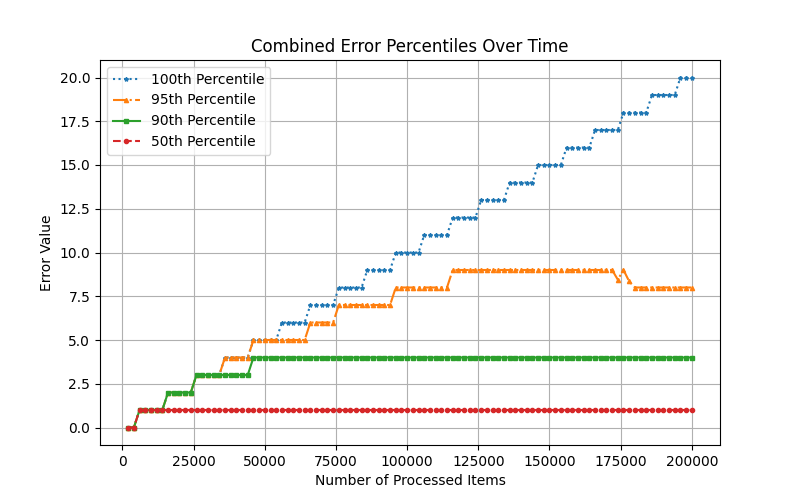 Combined Error Percentiles Over Time
100th Percentile
95th Percentile
90th Percentile
50th Percentile
Error Value
20.0
17.5
15.0
12.5
10.0
7.5
5.0
2.5
0.0
0 25000 50000 75000 100000 125000 150000 175000 200000
Number of Processed Items